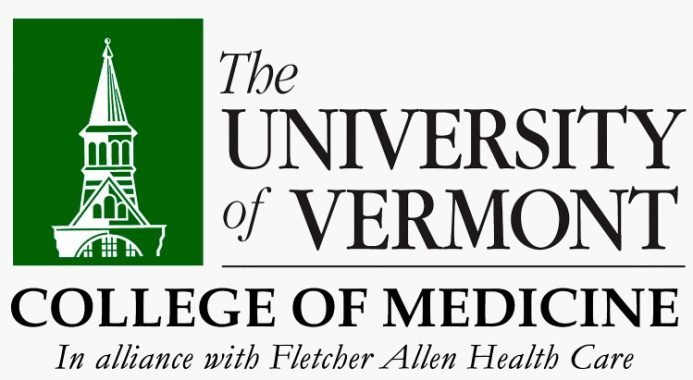 The
UNIVERSITY
of VERMONT
COLLEGE OF MEDICINE
In alliance with Fletcher Allen Health Care